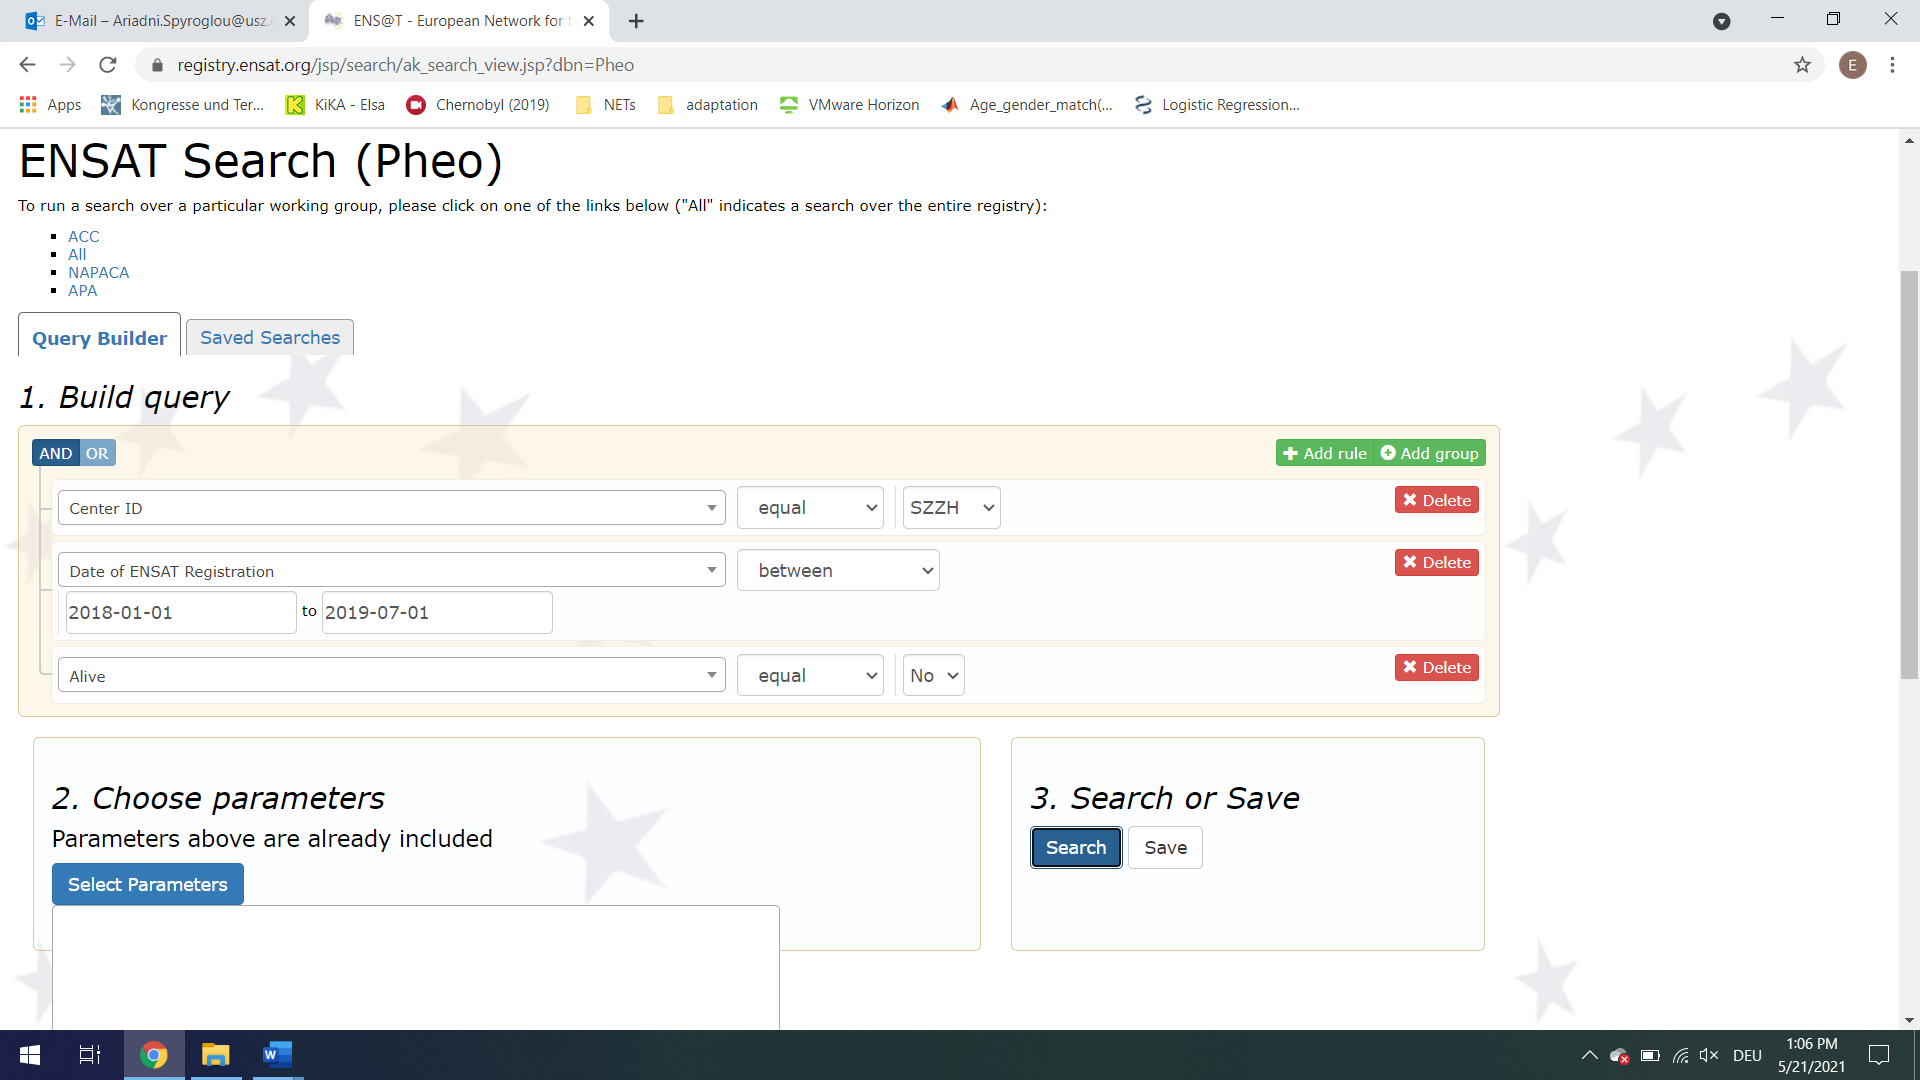 E-Mail – Ariadni.Spyroglou@usz.
ENS@T - European Network for t
registry.ensat.org/jsp/search/ak_search_view.jsp?dbn=Pheo
E
Apps Kongresse und Ter... KiKA - Elsa Chernobyl (2019) NETs adaptation VMware Horizon Age_gender_match(... Logistic Regression...
ENSAT Search (Pheo)
To run a search over a particular working group, please click on one of the links below ("All" indicates a search over the entire registry):
ACC
All
NAPACA
APA
Query Builder Saved Searches
1. Build query
AND OR Add rule Add group
Center ID equal SZZH Delete
Date of ENSAT Registration between Delete
2018-01-01 to 2019-07-01
Alive equal No Delete
2. Choose parameters
Parameters above are already included
Select Parameters
3. Search or Save
Search Save
DEU
1:06 PM
5/21/2021